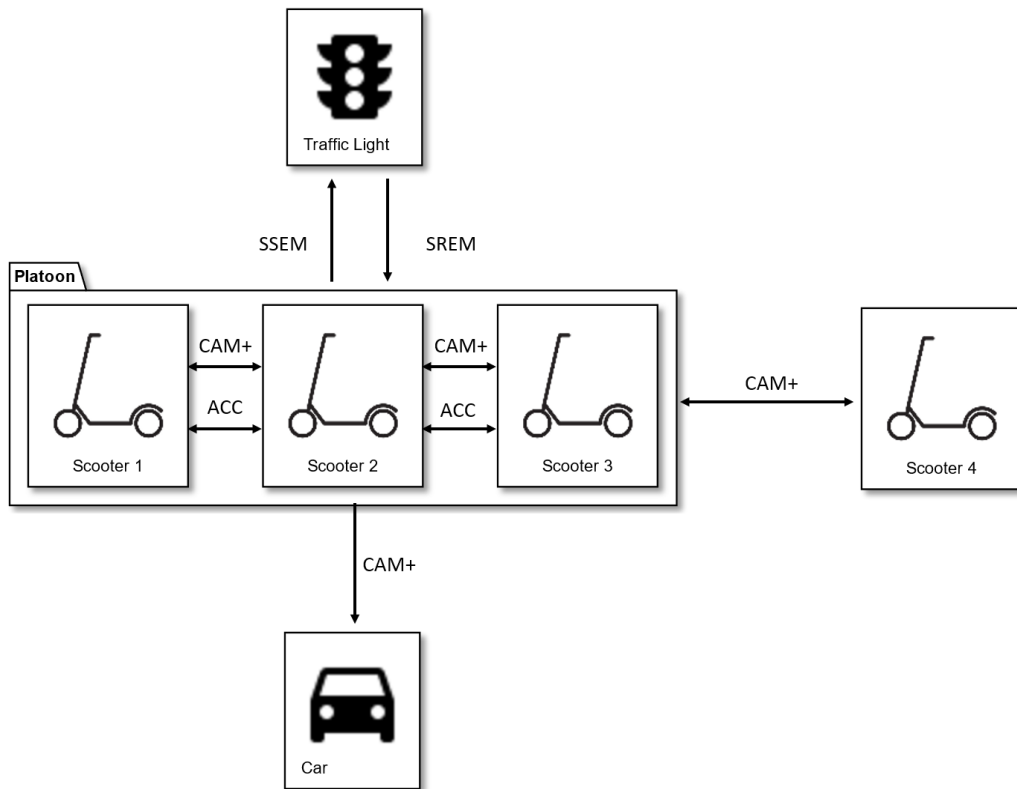 Traffic Light
SSEM
SREM
Platoon
CAM+
CAM+
ACC
ACC
Scooter 1
Scooter 2
Scooter 3
CAM+
Scooter 4
CAM+
Car